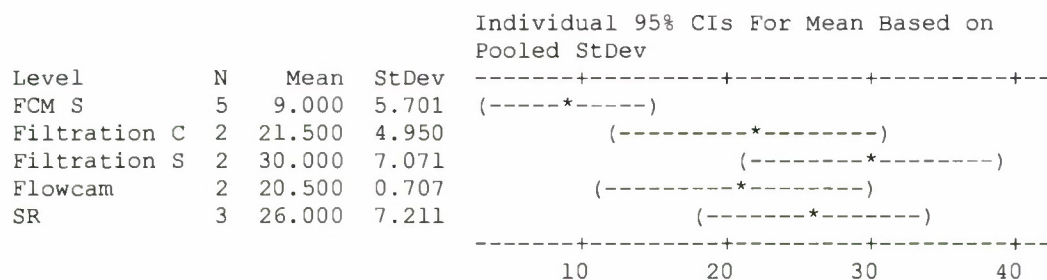 Individual 95% CIs For Mean Based on
                                 Pooled StDev
Level         N    Mean  StDev   -------+---------+---------+---------+--
FCM S         5   9.000  5.701   (-----*-----)
Filtration C  2  21.500  4.950            (---------*--------)
Filtration S  2  30.000  7.071                     (--------*--------)
Flowcam       2  20.500  0.707           (---------*--------)
SR            3  26.000  7.211                  (-------*-------)
                                 -------+---------+---------+---------+--
                                       10        20        30        40